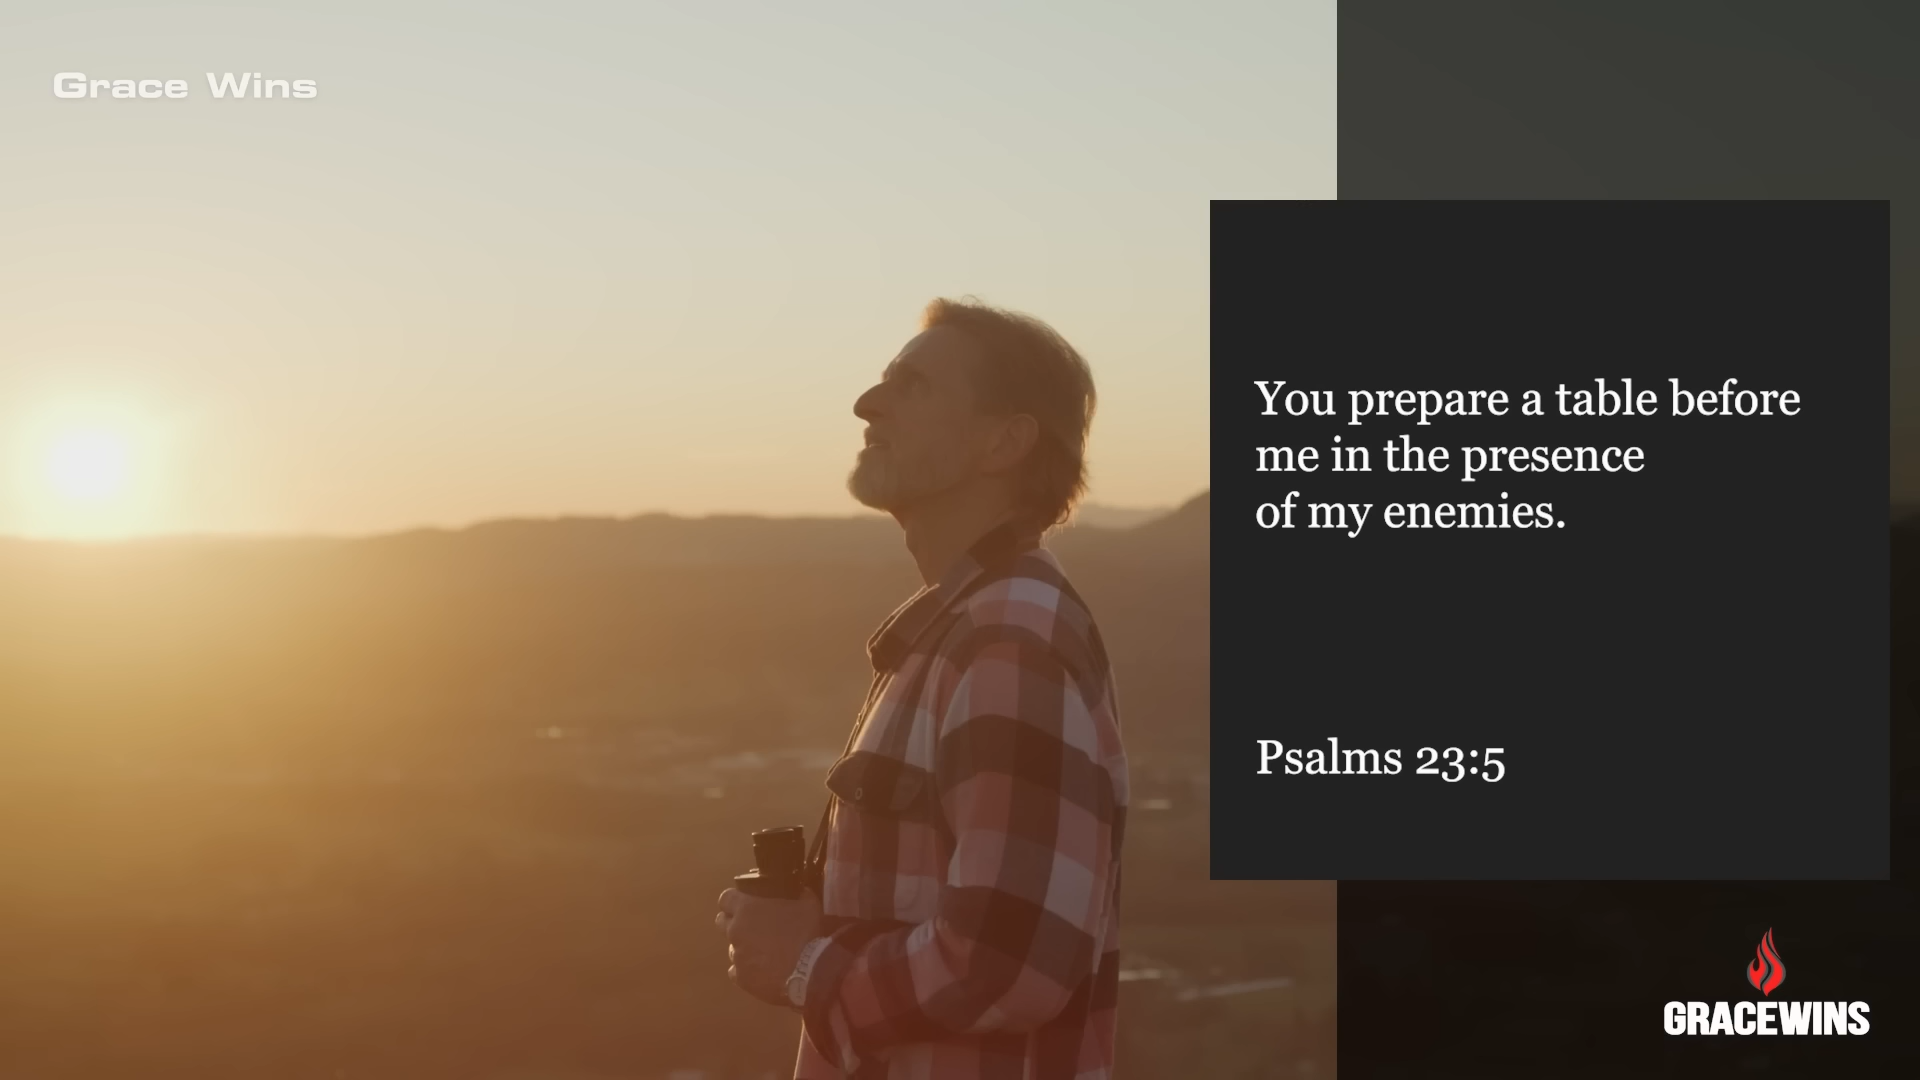 Grace Wins
You prepare a table before
me in the presence
of my enemies.
Psalms 23:5
GRACEWINS